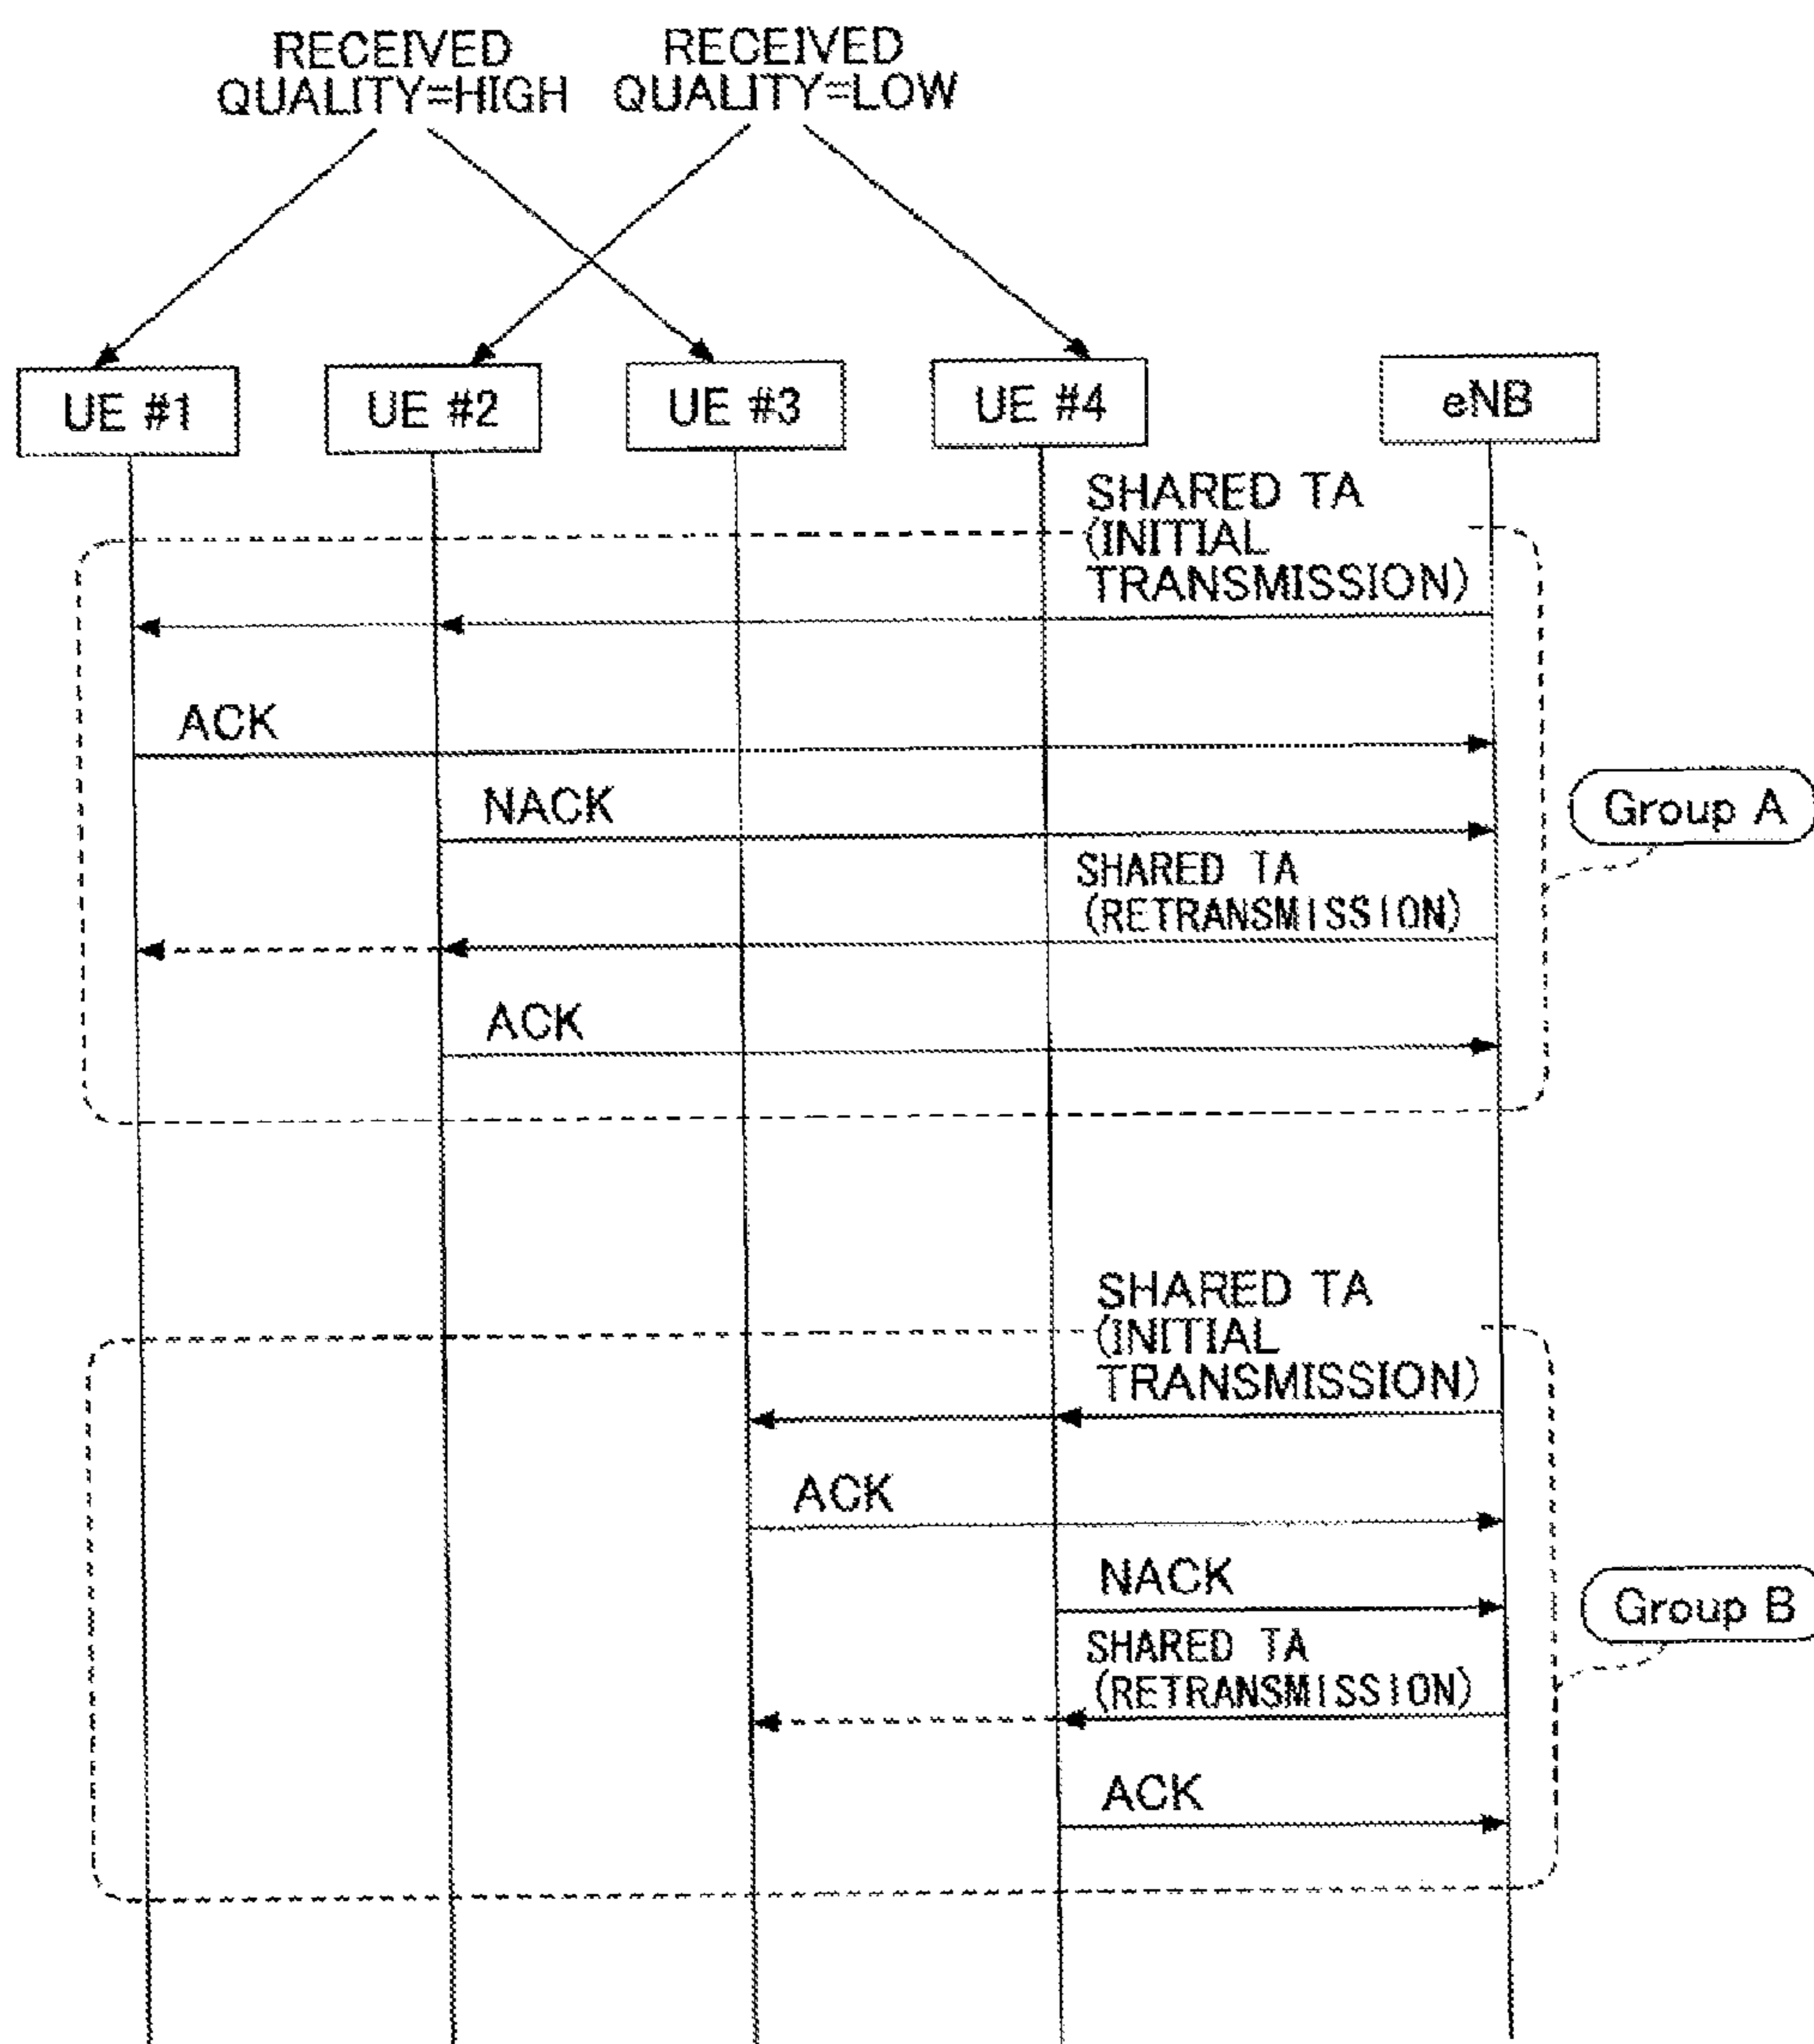 RECEIVED
QUALITY=HIGH
RECEIVED
QUALITY=LOW
UE #1
UE #2
UE #3
UE #4
eNB
SHARED TA
(INITIAL
TRANSMISSION)
ACK
NACK
Group A
SHARED TA
(RETRANSMISSION)
ACK
SHARED TA
(INITIAL
TRANSMISSION)
ACK
NACK
Group B
SHARED TA
(RETRANSMISSION)
ACK